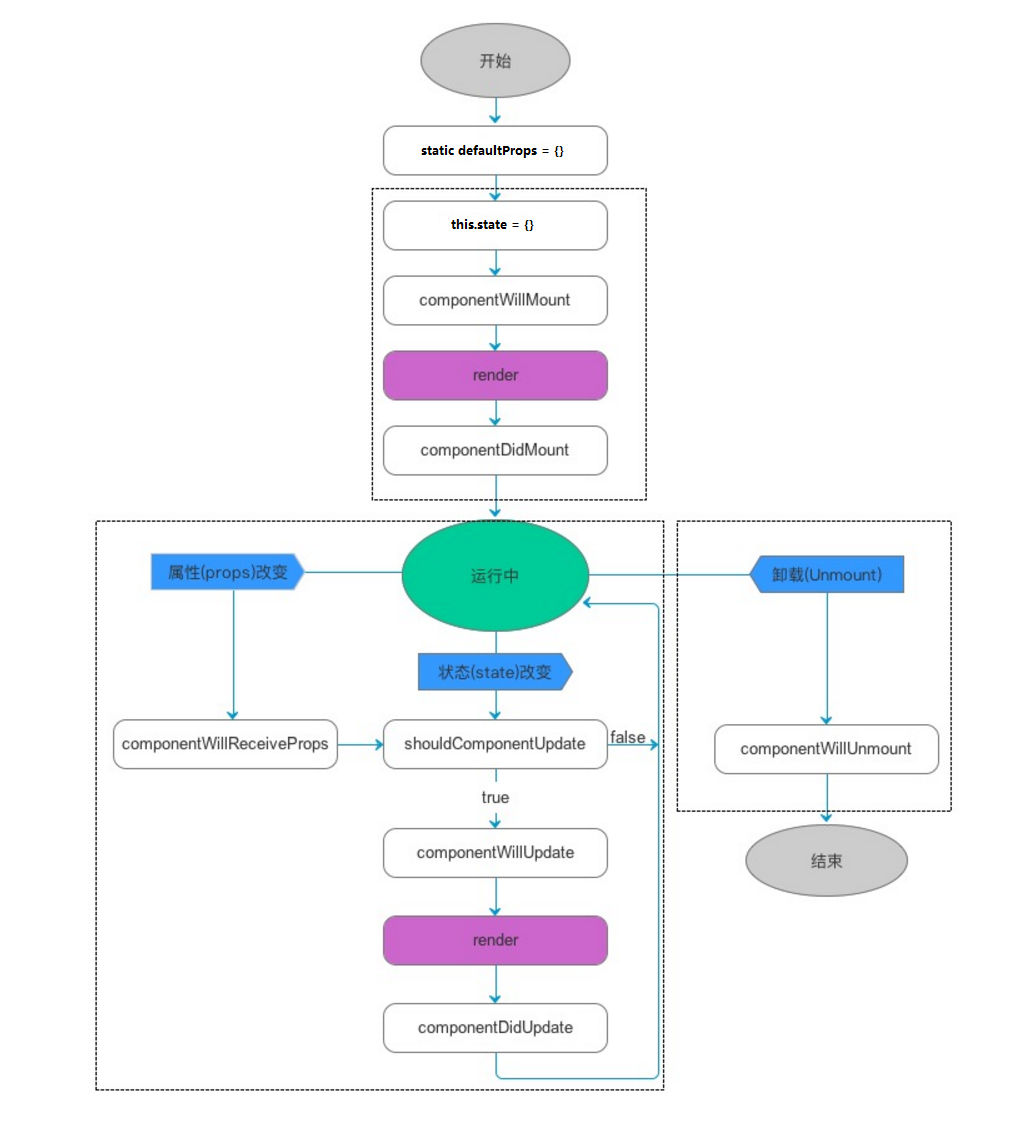 开始
static defaultProps = {}
this.state = {}
componentWillMount
render
componentDidMount
运行中
属性(props)改变
卸载(Unmount)
状态(state)改变
componentWillReceiveProps
shouldComponentUpdate
false
componentWillUnmount
true
componentWillUpdate
结束
render
componentDidUpdate